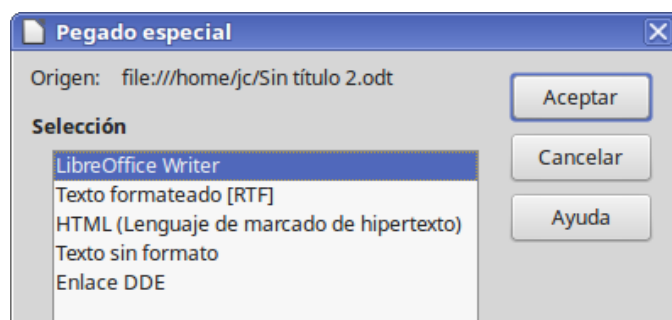 Pegado especial
Origen: file:///home/jc/Sin título 2.odt
Aceptar
Selección
Cancelar
LibreOffice Writer
Texto formateado [RTF]
HTML (Lenguaje de marcado de hipertexto)
Ayuda
Texto sin formato
Enlace DDE